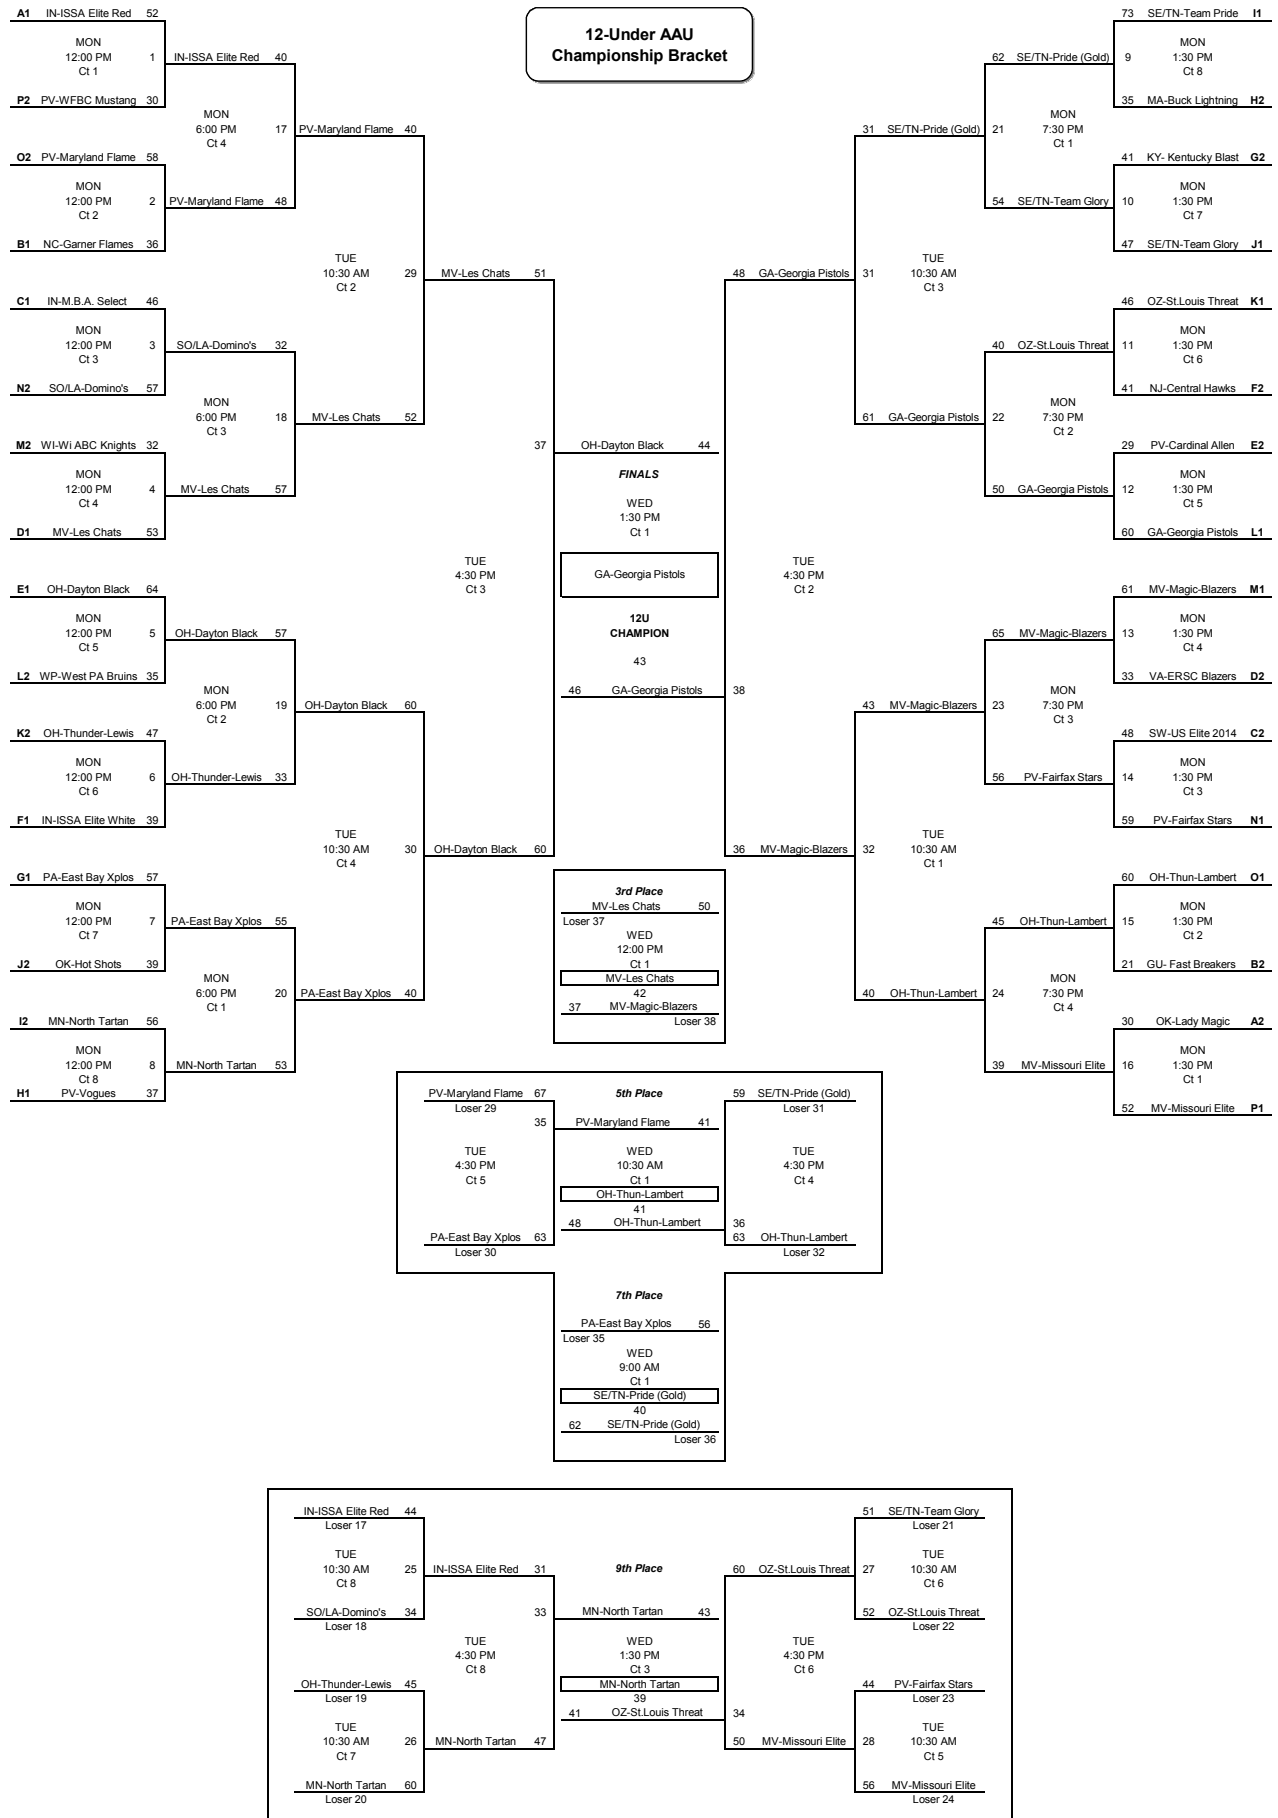 12-Under AAU
Championship Bracket
A1 IN-ISSA Elite Red 52
MON
12:00 PM 1 IN-ISSA Elite Red 40
Ct 1
P2 PV-WFBC Mustang 30
MON
6:00 PM 17 PV-Maryland Flame 40
Ct 4
O2 PV-Maryland Flame 58
MON
12:00 PM 2 PV-Maryland Flame 48
Ct 2
B1 NC-Garner Flames 36
TUE
10:30 AM 29 MV-Les Chats 51
Ct 2
C1 IN-M.B.A. Select 46
MON
12:00 PM 3 SO/LA-Domino's 32
Ct 3
N2 SO/LA-Domino's 57
MON
6:00 PM 18 MV-Les Chats 52
Ct 3
M2 WI-Wi ABC Knights 32
MON
12:00 PM 4 MV-Les Chats 57
Ct 4
D1 MV-Les Chats 53
TUE
4:30 PM
Ct 3
E1 OH-Dayton Black 64
MON
12:00 PM 5 OH-Dayton Black 57
Ct 5
L2 WP-West PA Bruins 35
MON
6:00 PM 19 OH-Dayton Black 60
Ct 2
K2 OH-Thunder-Lewis 47
MON
12:00 PM 6 OH-Thunder-Lewis 33
Ct 6
F1 IN-ISSA Elite White 39
TUE
10:30 AM 30 OH-Dayton Black 60
Ct 4
G1 PA-East Bay Xplos 57
MON
12:00 PM 7 PA-East Bay Xplos 55
Ct 7
J2 OK-Hot Shots 39
MON
6:00 PM 20 PA-East Bay Xplos 40
Ct 1
I2 MN-North Tartan 56
MON
12:00 PM 8 MN-North Tartan 53
Ct 8
H1 PV-Vogues 37
37 OH-Dayton Black 44
FINALS
WED
1:30 PM
Ct 1
GA-Georgia Pistols
12U
CHAMPION
43
46 GA-Georgia Pistols 38
73 SE/TN-Team Pride I1
MON
62 SE/TN-Pride (Gold) 9 1:30 PM
Ct 8
35 MA-Buck Lightning H2
MON
31 SE/TN-Pride (Gold) 21 7:30 PM
Ct 1
41 KY- Kentucky Blast G2
MON
54 SE/TN-Team Glory 10 1:30 PM
Ct 7
47 SE/TN-Team Glory J1
TUE
48 GA-Georgia Pistols 31 10:30 AM
Ct 3
46 OZ-St.Louis Threat K1
MON
40 OZ-St.Louis Threat 11 1:30 PM
Ct 6
41 NJ-Central Hawks F2
MON
61 GA-Georgia Pistols 22 7:30 PM
Ct 2
29 PV-Cardinal Allen E2
MON
50 GA-Georgia Pistols 12 1:30 PM
Ct 5
60 GA-Georgia Pistols L1
TUE
4:30 PM
Ct 2
61 MV-Magic-Blazers M1
MON
65 MV-Magic-Blazers 13 1:30 PM
Ct 4
33 VA-ERSC Blazers D2
MON
43 MV-Magic-Blazers 23 7:30 PM
Ct 3
48 SW-US Elite 2014 C2
MON
56 PV-Fairfax Stars 14 1:30 PM
Ct 3
59 PV-Fairfax Stars N1
TUE
36 MV-Magic-Blazers 32 10:30 AM
Ct 1
60 OH-Thun-Lambert O1
MON
45 OH-Thun-Lambert 15 1:30 PM
Ct 2
21 GU- Fast Breakers B2
MON
40 OH-Thun-Lambert 24 7:30 PM
Ct 4
30 OK-Lady Magic A2
MON
39 MV-Missouri Elite 16 1:30 PM
Ct 1
52 MV-Missouri Elite P1
3rd Place
MV-Les Chats 50
Loser 37
WED
12:00 PM
Ct 1
MV-Les Chats
42
37 MV-Magic-Blazers
Loser 38
PV-Maryland Flame 67 5th Place 59 SE/TN-Pride (Gold)
Loser 29 Loser 31
35 PV-Maryland Flame 41
TUE WED TUE
4:30 PM 10:30 AM 4:30 PM
Ct 5 Ct 1 Ct 4
OH-Thun-Lambert
41
48 OH-Thun-Lambert 36
PA-East Bay Xplos 63 63 OH-Thun-Lambert
Loser 30 Loser 32
7th Place
PA-East Bay Xplos 56
Loser 35
WED
9:00 AM
Ct 1
SE/TN-Pride (Gold)
40
62 SE/TN-Pride (Gold)
Loser 36
IN-ISSA Elite Red 44 51 SE/TN-Team Glory
Loser 17 Loser 21
TUE TUE
10:30 AM 25 IN-ISSA Elite Red 31 9th Place 60 OZ-St.Louis Threat 27 10:30 AM
Ct 8 Ct 6
SO/LA-Domino's 34 33 MN-North Tartan 43 52 OZ-St.Louis Threat
Loser 18 Loser 22
TUE WED TUE
4:30 PM 1:30 PM 4:30 PM
Ct 8 Ct 3 Ct 6
OH-Thunder-Lewis 45 MN-North Tartan 44 PV-Fairfax Stars
Loser 19 39 Loser 23
41 OZ-St.Louis Threat 34
TUE TUE
10:30 AM 26 MN-North Tartan 47 50 MV-Missouri Elite 28 10:30 AM
Ct 7 Ct 5
MN-North Tartan 60 56 MV-Missouri Elite
Loser 20 Loser 24